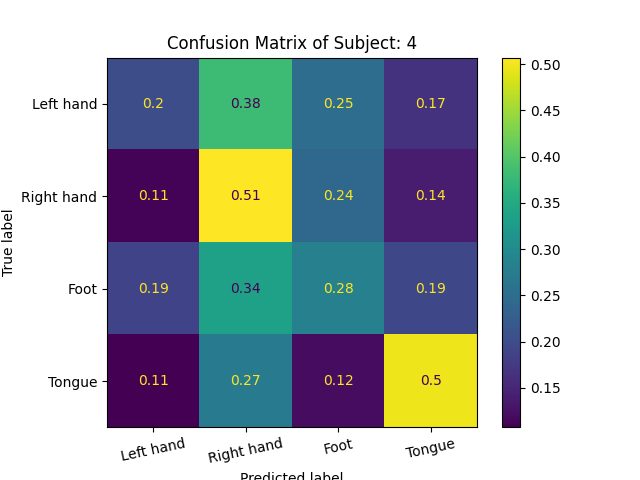 Confusion Matrix of Subject: 4
True label
Left hand 0.2 0.38 0.25 0.17
Right hand 0.11 0.51 0.24 0.14
Foot 0.19 0.34 0.28 0.19
Tongue 0.11 0.27 0.12 0.5
Left hand Right hand Foot Tongue
Predicted label
0.50
0.45
0.40
0.35
0.30
0.25
0.20
0.15